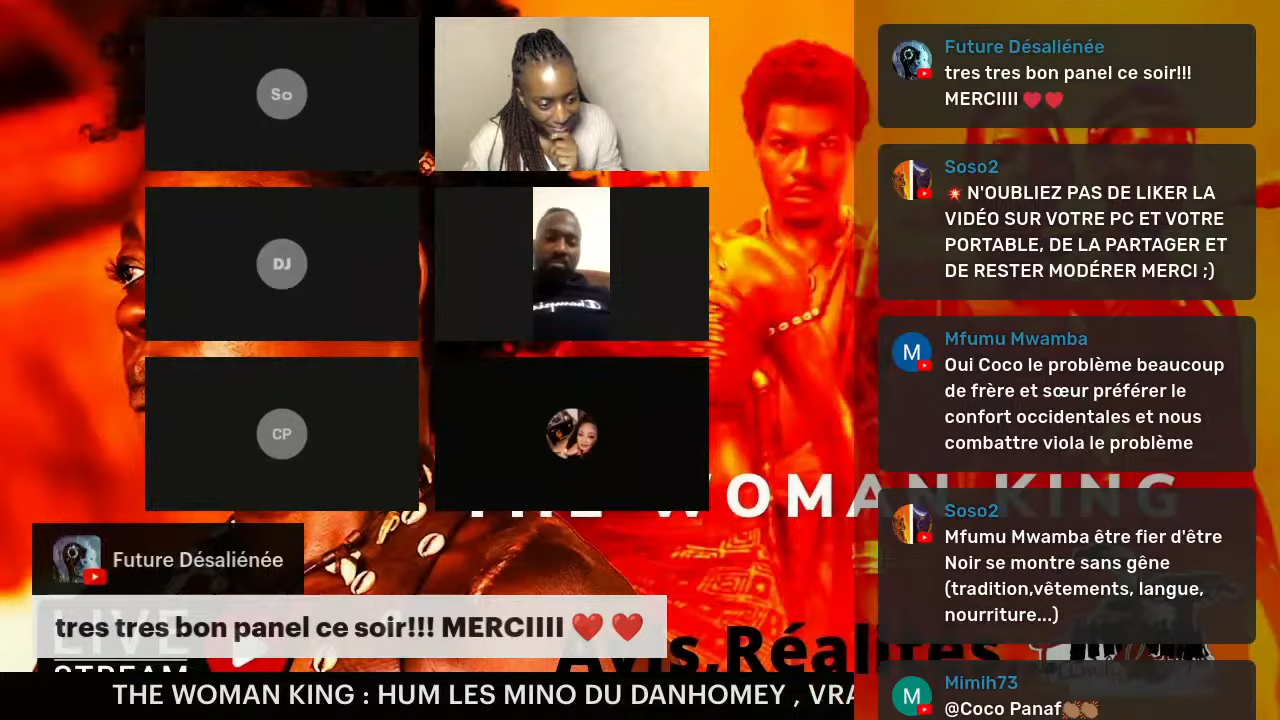 So
DJ
Champion
CP
THE WOMAN KING
Future Désaliénée
LIVE
tres tres bon panel ce soir!!! MERCIIII ❤️ ❤️
STREAM
Avis,Réalités
THE WOMAN KING : HUM LES MINO DU DANHOMEY , VRA
Future Désaliénée
tres tres bon panel ce soir!!!
MERCIIII ❤️ ❤️
Soso2
💥 N'OUBLIEZ PAS DE LIKER LA
VIDÉO SUR VOTRE PC ET VOTRE
PORTABLE, DE LA PARTAGER ET
DE RESTER MODÉRER MERCI ;)
M
Mfumu Mwamba
Oui Coco le problème beaucoup
de frère et sœur préférer le
confort occidentales et nous
combattre viola le problème
Soso2
Mfumu Mwamba être fier d'être
Noir se montre sans gêne
(tradition,vêtements, langue,
nourriture...)
M
Mimih73
@Coco Panaf👏🏽👏🏽